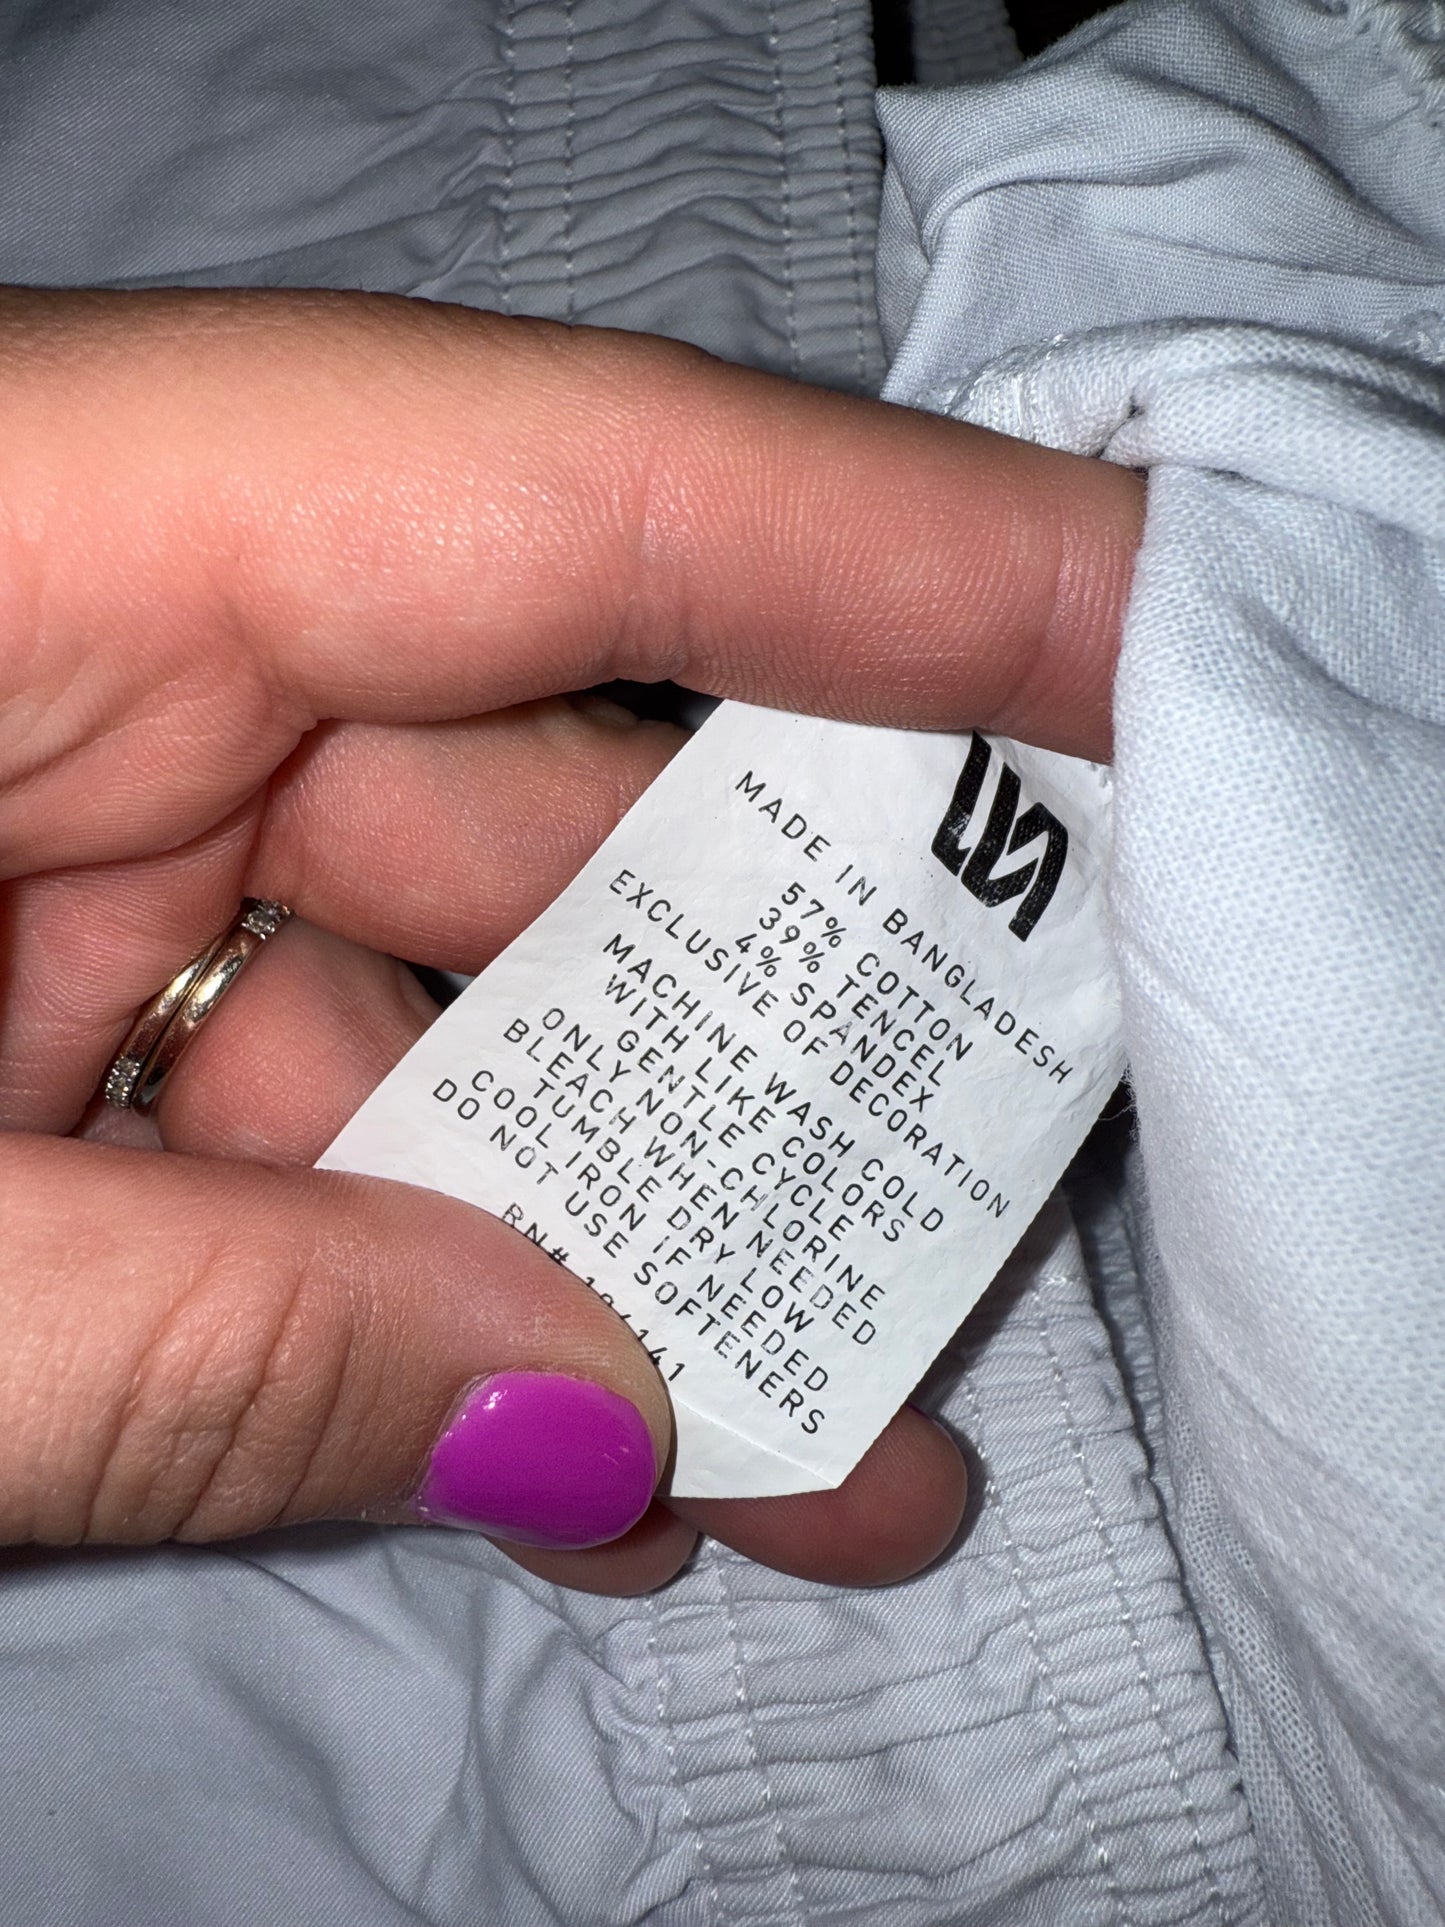 MADE IN BANGLADESH
57% COTTON
39% TENCEL
4% SPANDEX
EXCLUSIVE OF DECORATION
MACHINE WASH COLD
WITH LIKE COLORS
GENTLE CYCLE
ONLY NON-CHLORINE
BLEACH WHEN NEEDED
TUMBLE DRY LOW
COOL IRON IF NEEDED
DO NOT USE SOFTENERS
RN#